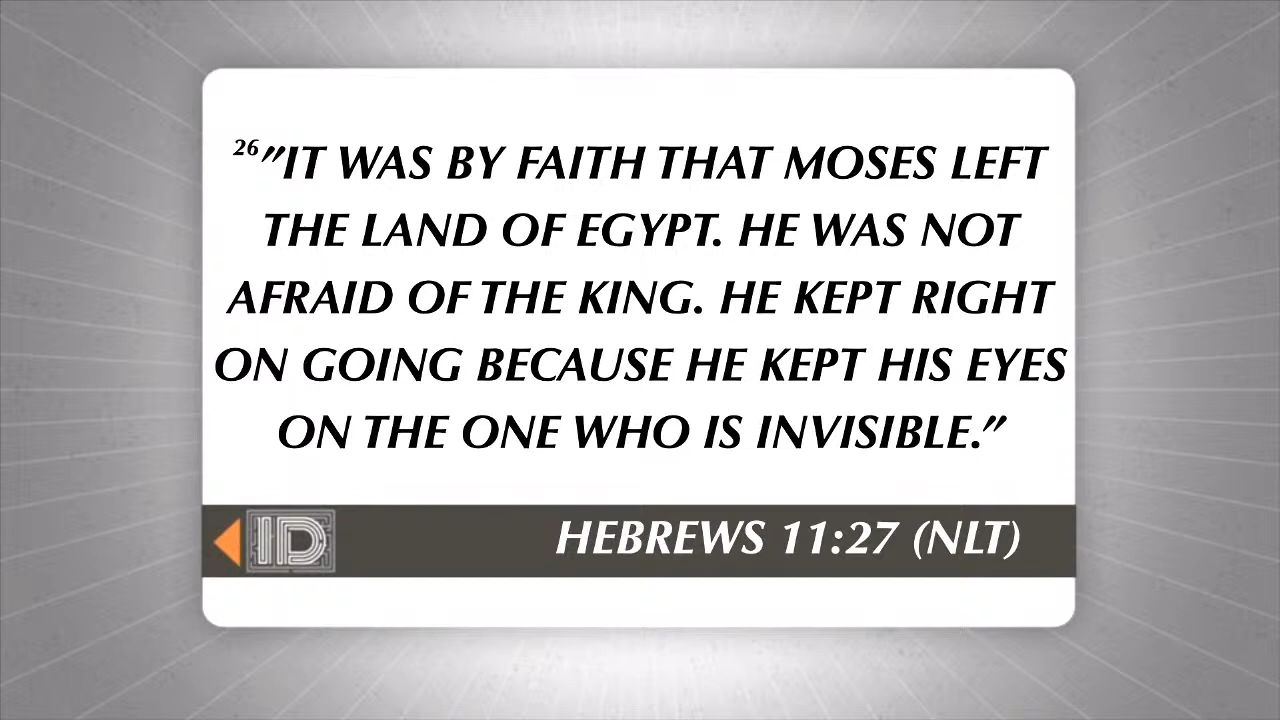 26"IT WAS BY FAITH THAT MOSES LEFT
THE LAND OF EGYPT. HE WAS NOT
AFRAID OF THE KING. HE KEPT RIGHT
ON GOING BECAUSE HE KEPT HIS EYES
ON THE ONE WHO IS INVISIBLE."
ID
HEBREWS 11:27 (NLT)